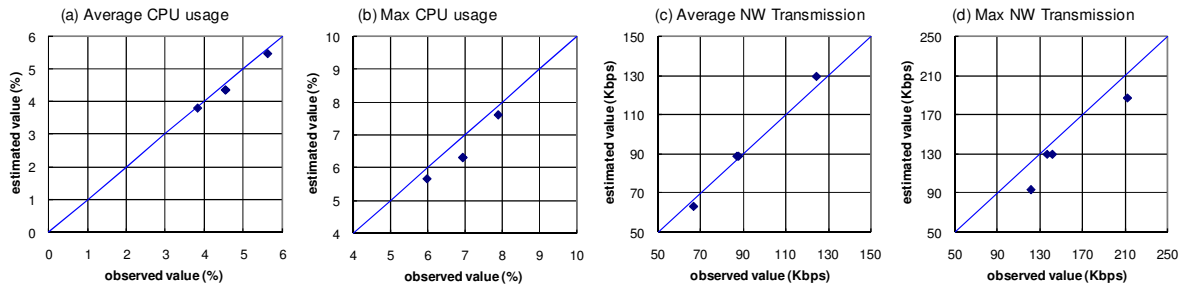 (a) Average CPU usage
6
5
4
3
2
1
0
estimated value (%)
0 1 2 3 4 5 6
observed value (%)
(b) Max CPU usage
10
9
8
7
6
5
4
estimated value (%)
4 5 6 7 8 9 10
observed value (%)
(c) Average NW Transmission
150
130
110
90
70
50
estimated value (Kbps)
50 70 90 110 130 150
observed value (Kbps)
(d) Max NW Transmission
250
210
170
130
90
50
estimated value (Kbps)
50 90 130 170 210 250
observed value (Kbps)